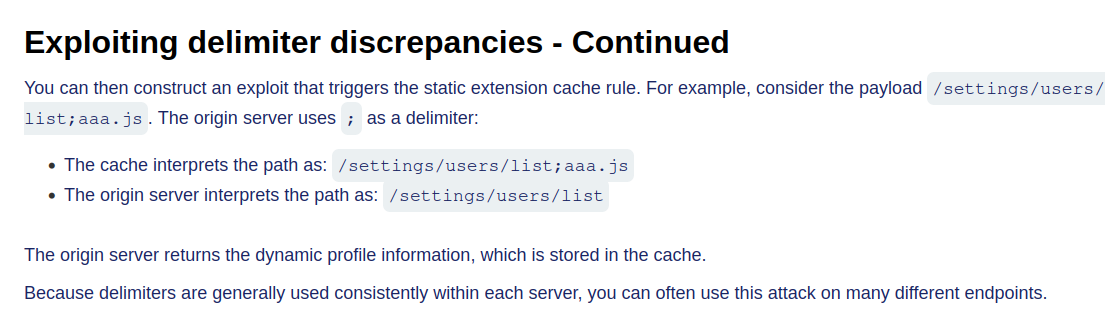 Exploiting delimiter discrepancies - Continued
You can then construct an exploit that triggers the static extension cache rule. For example, consider the payload /settings/users/
list;aaa.js. The origin server uses ; as a delimiter:
• The cache interprets the path as: /settings/users/list;aaa.js
• The origin server interprets the path as: /settings/users/list
The origin server returns the dynamic profile information, which is stored in the cache.
Because delimiters are generally used consistently within each server, you can often use this attack on many different endpoints.